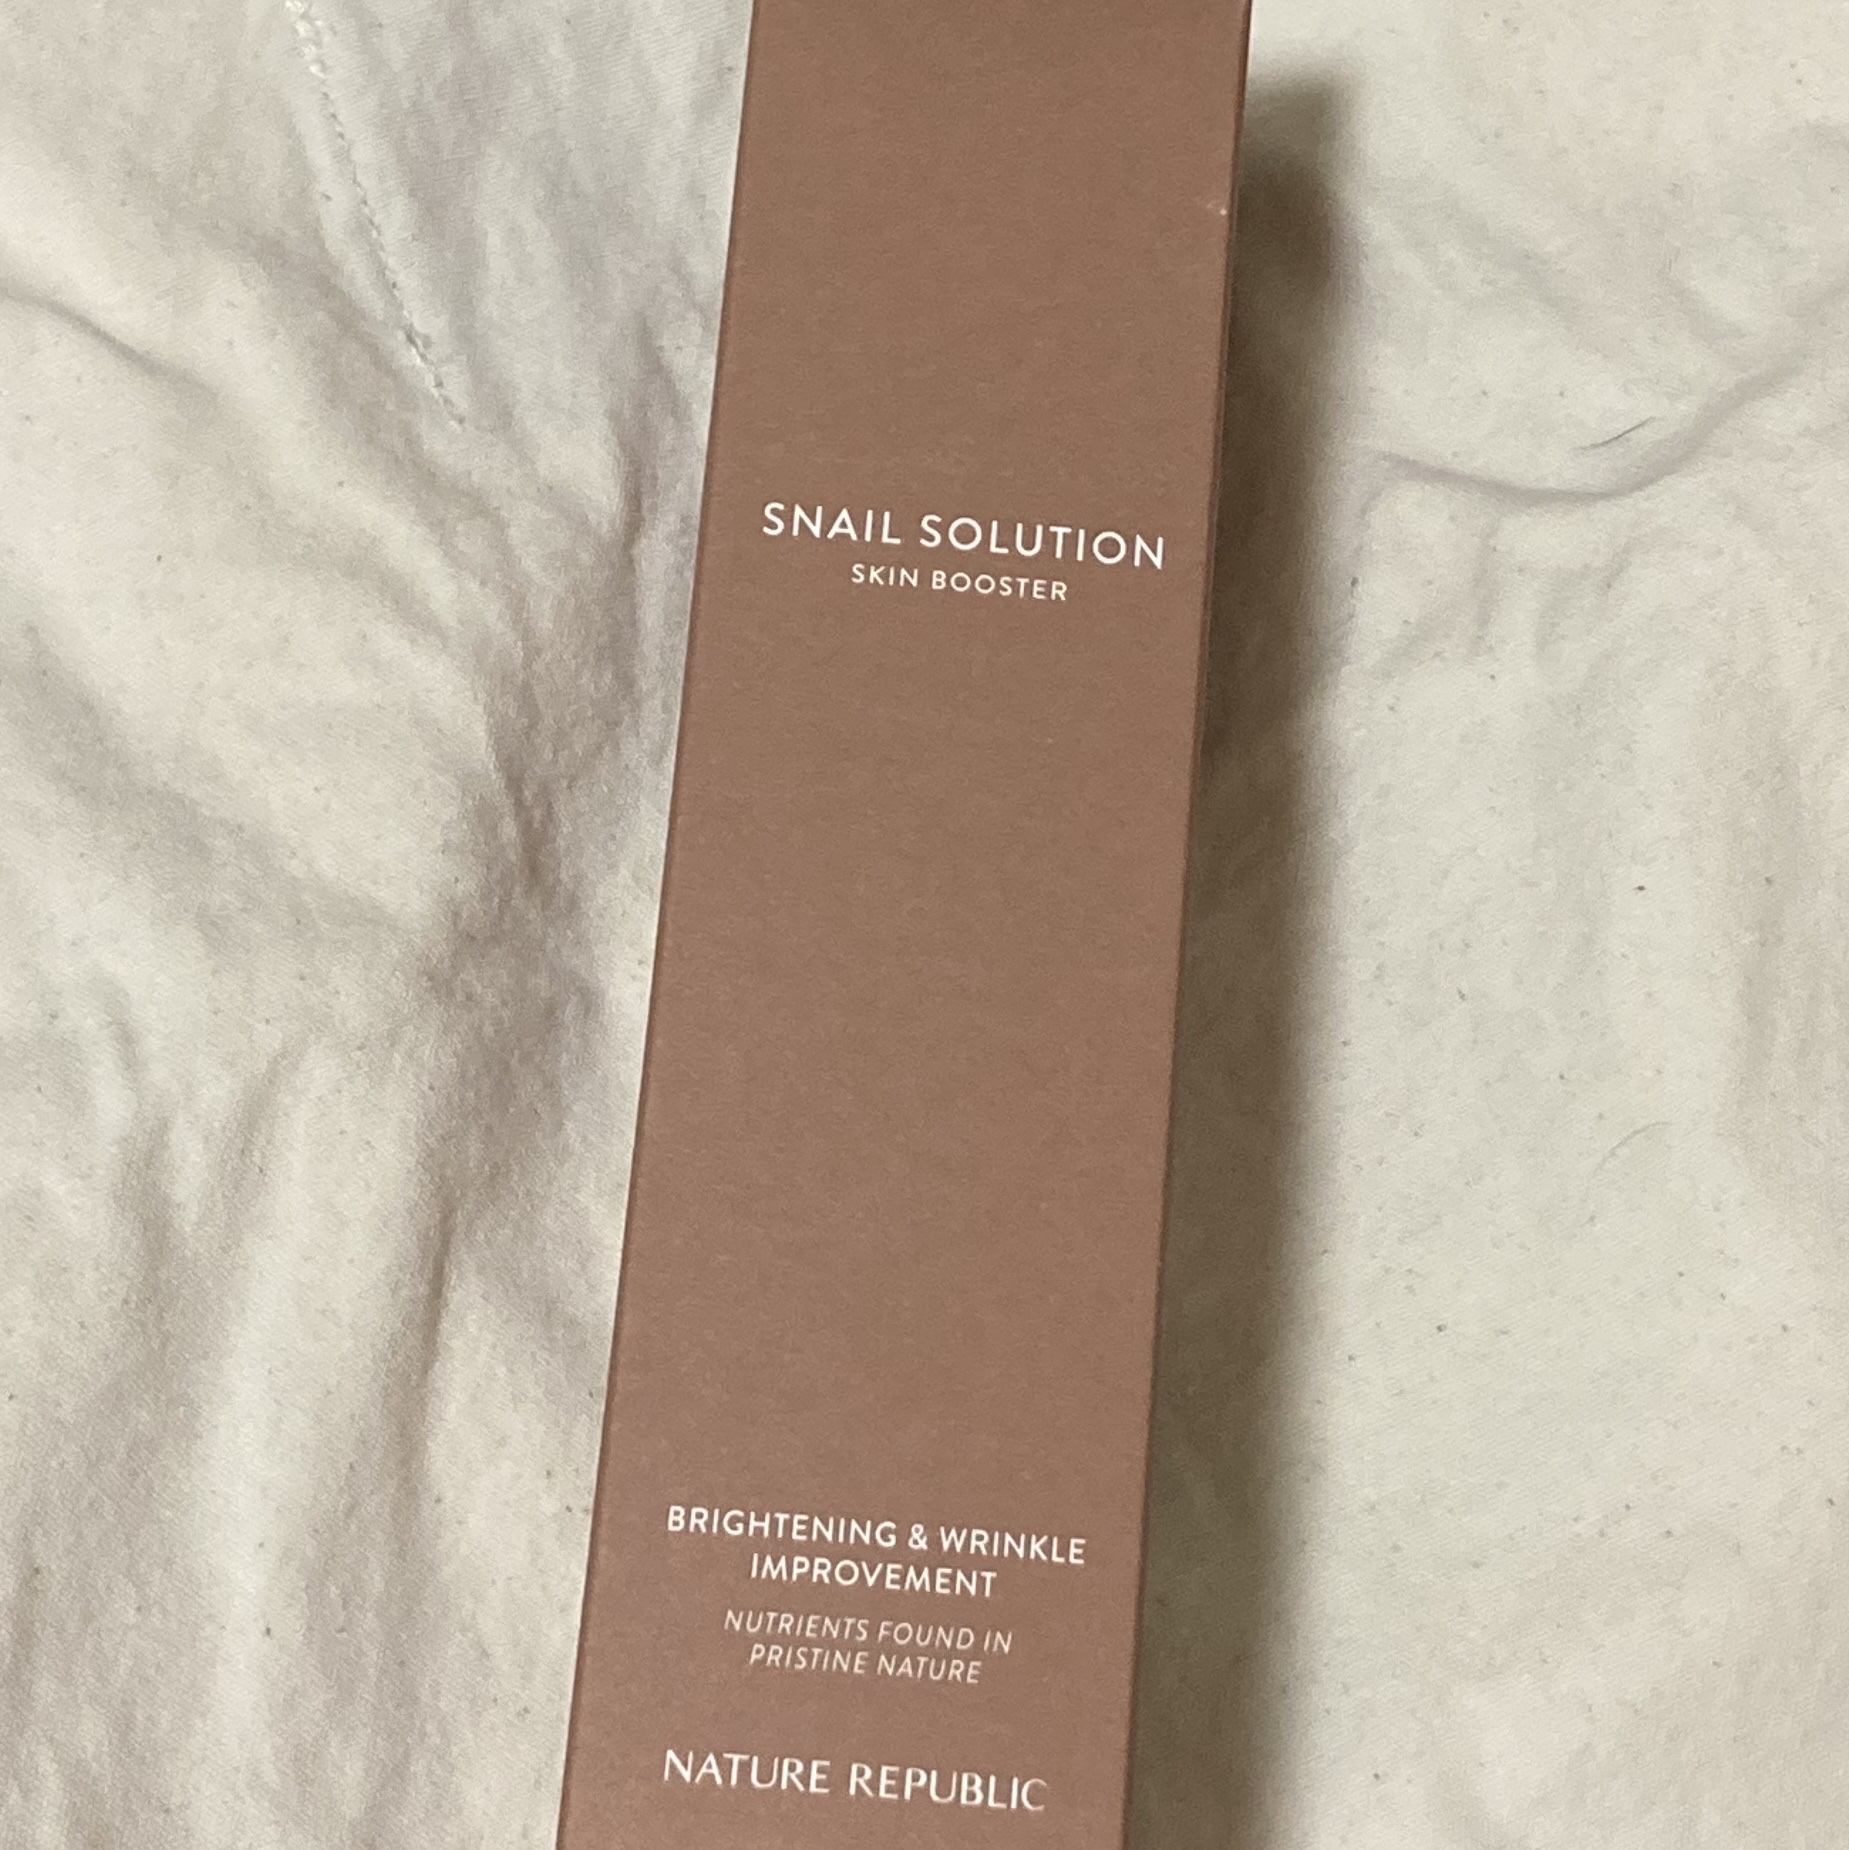 SNAIL SOLUTION
SKIN BOOSTER
BRIGHTENING & WRINKLE
IMPROVEMENT
NUTRIENTS FOUND IN
PRISTINE NATURE
NATURE REPUBLIC